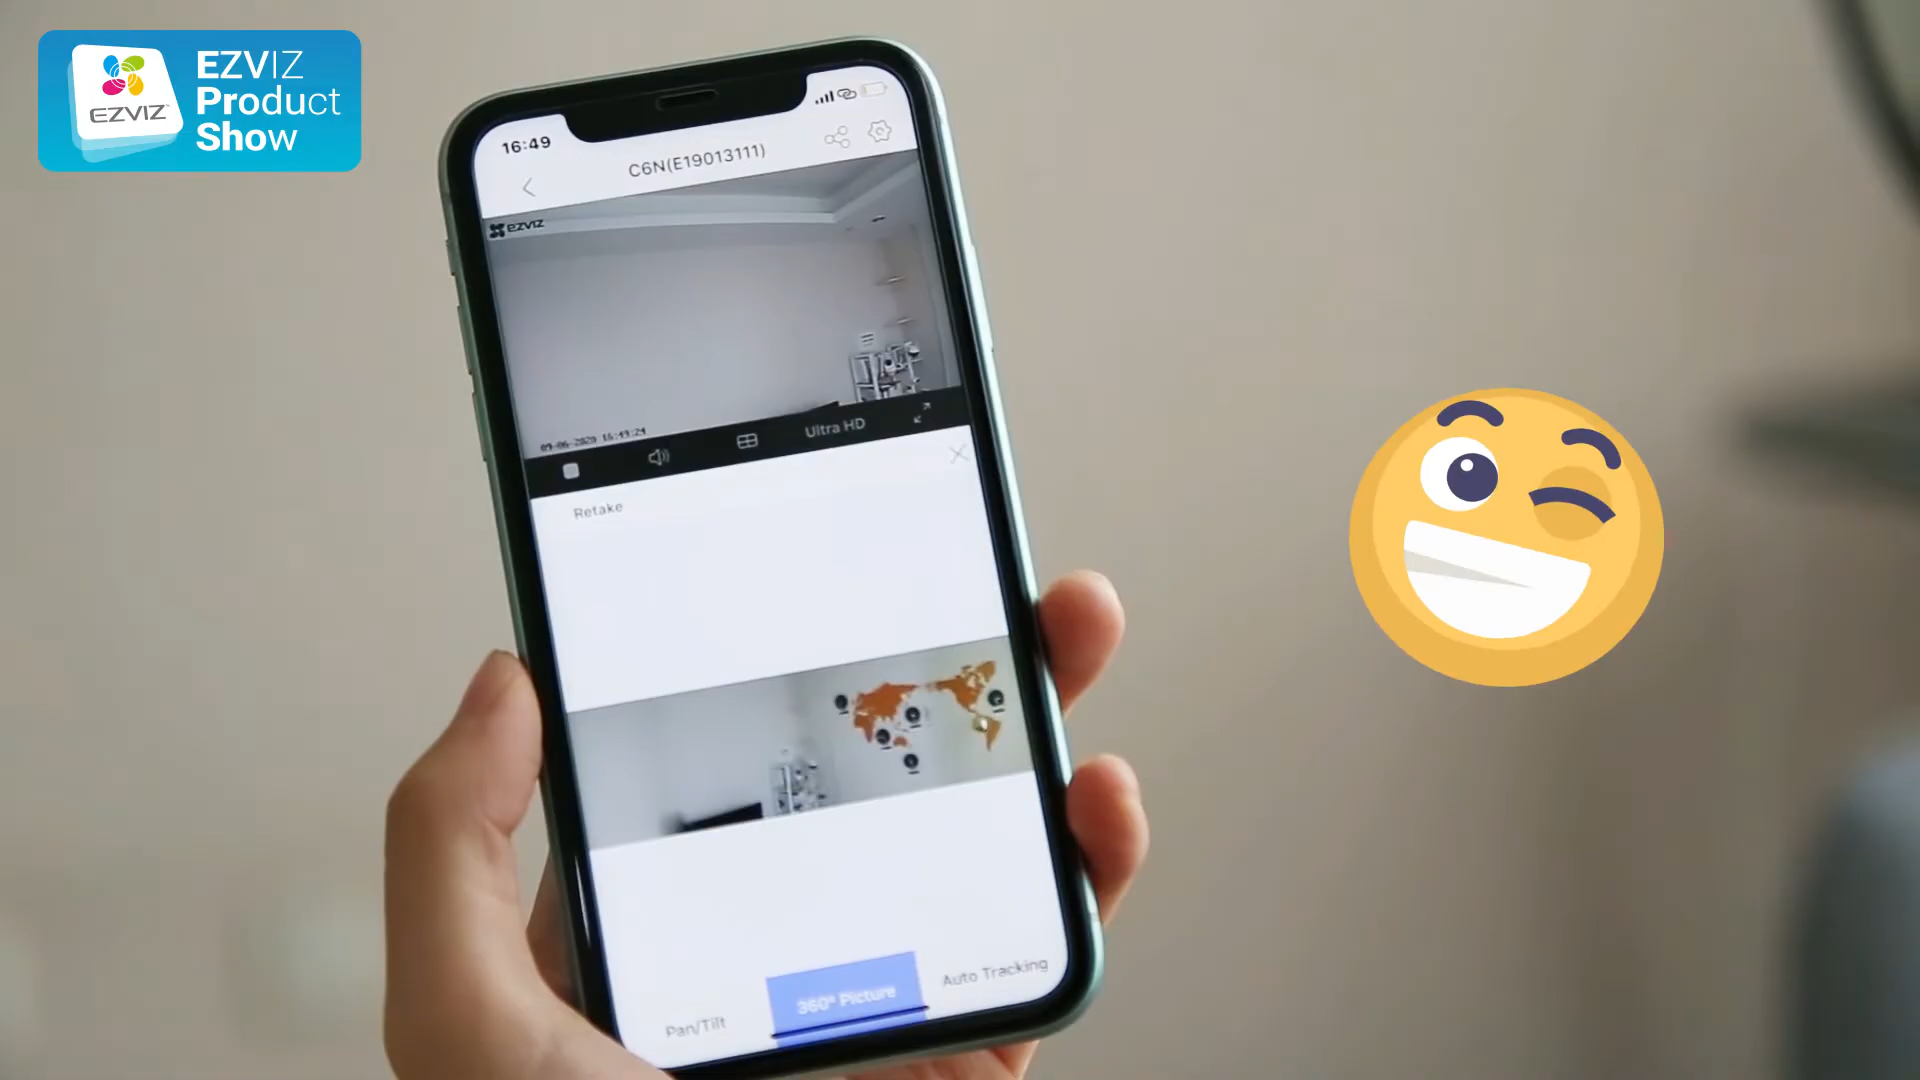 EZVIZ
EZVIZ
Product
Show
16:49
C6N(E19013111)
EZVIZ
09-06-2020 16:49:24
Ultra HD
Retake
Pan/Tilt
360° Picture
Auto Tracking